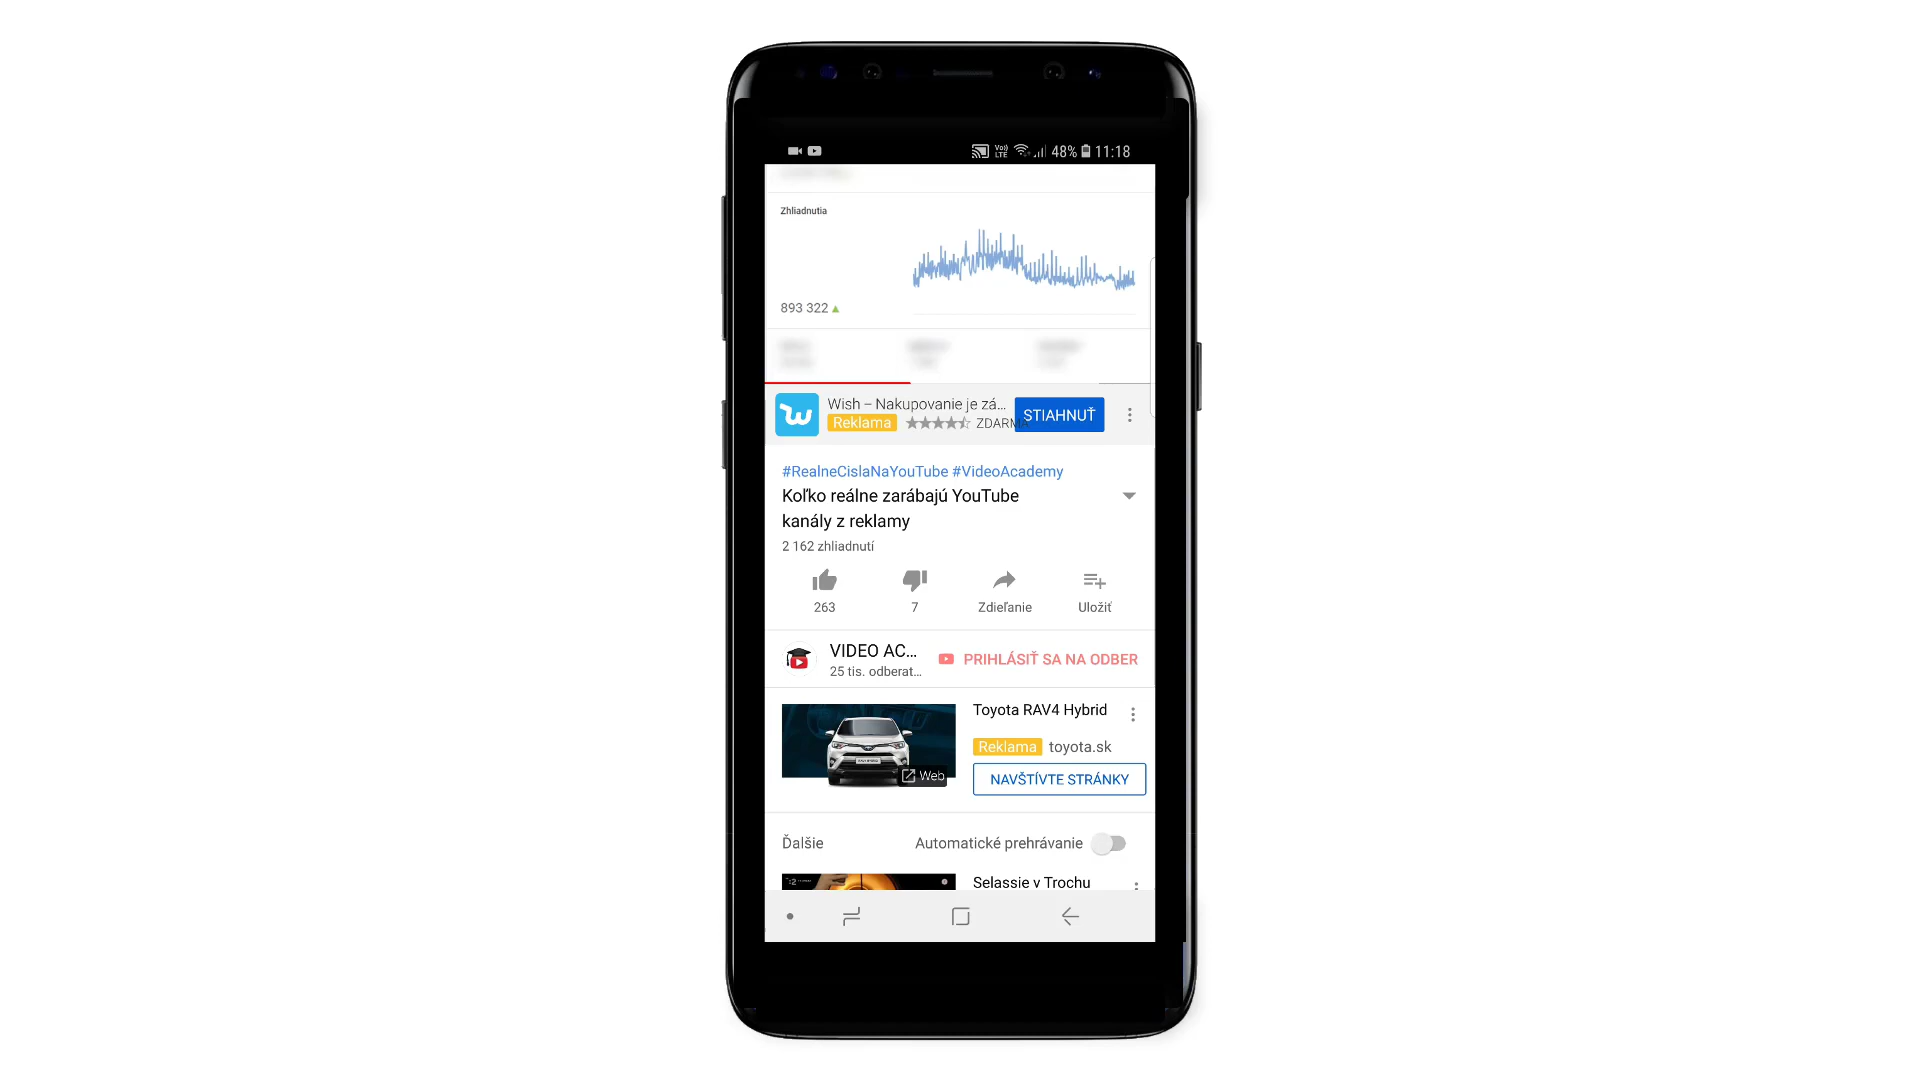 Vo)) LTE 48% 11:18
Zhliadnutia
893 322
Wish – Nakupovanie je zá...
Reklama ZDARMA
STIAHNUŤ
#RealneCislaNaYouTube #VideoAcademy
Koľko reálne zarábajú YouTube
kanály z reklamy
2 162 zhliadnutí
263 7 Zdieľanie Uložiť
VIDEO AC...
25 tis. odberat...
PRIHLÁSIŤ SA NA ODBER
Toyota RAV4 Hybrid
Reklama toyota.sk
Web
NAVŠTÍVTE STRÁNKY
Ďalšie Automatické prehrávanie
Selassie v Trochu